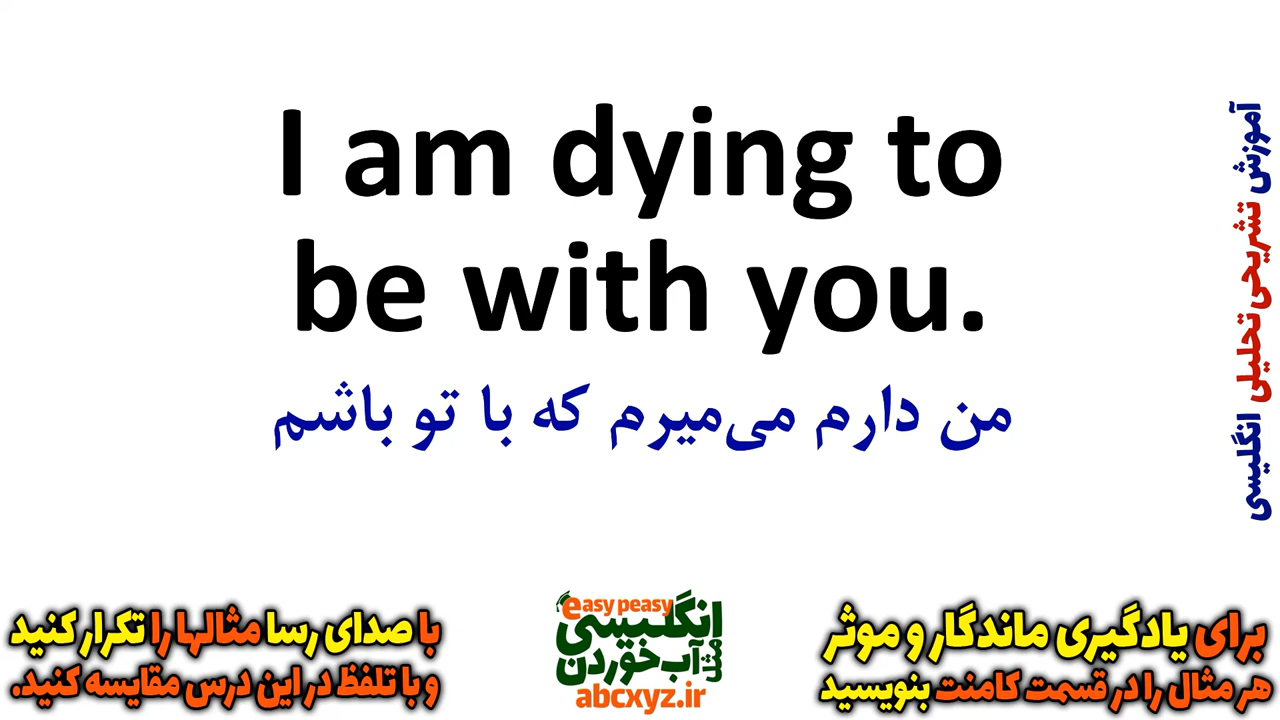 I am dying to
be with you.
من دارم می‌میرم که با تو باشم
آموزش تشریحی تحلیلی انگلیسی
برای یادگیری ماندگار و موثر
هر مثال را در قسمت کامنت بنویسید
easy peasy
انگلیسی
مثل آب خوردن
abcxyz.ir
با صدای رسا مثالها را تکرار کنید
و با تلفظ در این درس مقایسه کنید.